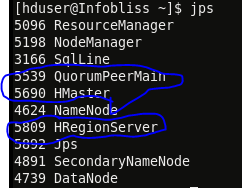 [hduser@Infobliss ~]$ jps
5096 ResourceManager
5198 NodeManager
3166 SqlLine
5539 QuorumPeerMain
5690 HMaster
4624 NameNode
5809 HRegionServer
5892 Jps
4891 SecondaryNameNode
4739 DataNode